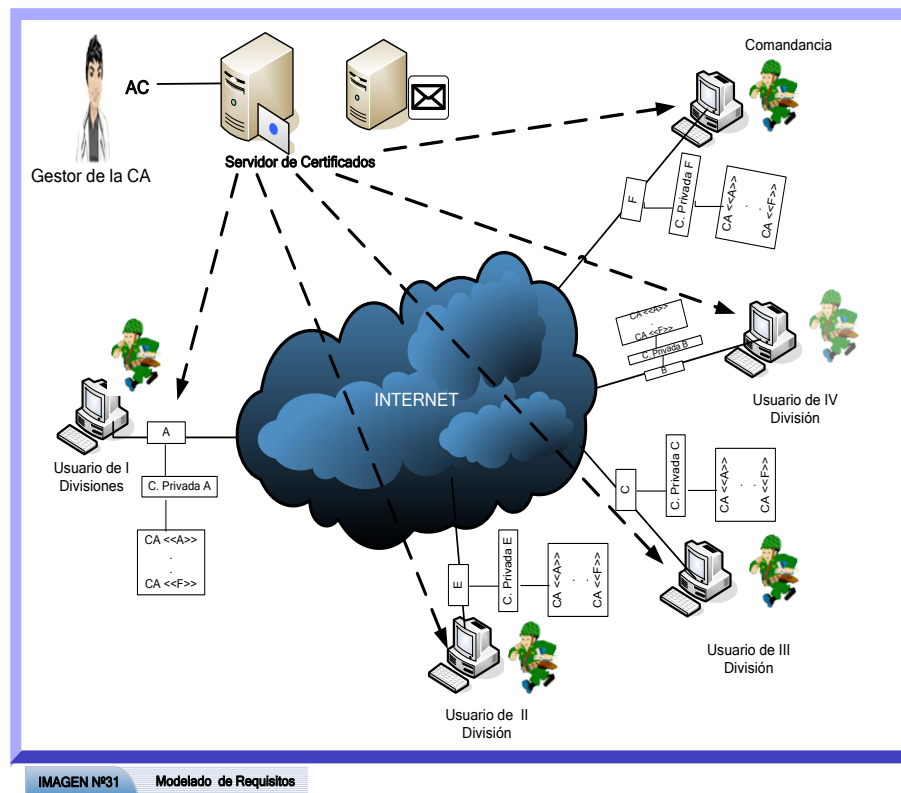 Comandancia
AC
Servidor de Certificados
Gestor de la CA
F
C. Privada F
CA <<A>>
.
.
CA <<F>>
CA <<A>>
.
CA <<F>>
C. Privada B
B
INTERNET
Usuario de IV
División
A
Usuario de I
Divisiones
C. Privada A
CA <<A>>
.
CA <<F>>
C
C. Privada C
CA <<A>>
.
.
CA <<F>>
E
C. Privada E
CA <<A>>
.
.
CA <<F>>
Usuario de III
División
Usuario de II
División
IMAGEN Nº31
Modelado de Requisitos